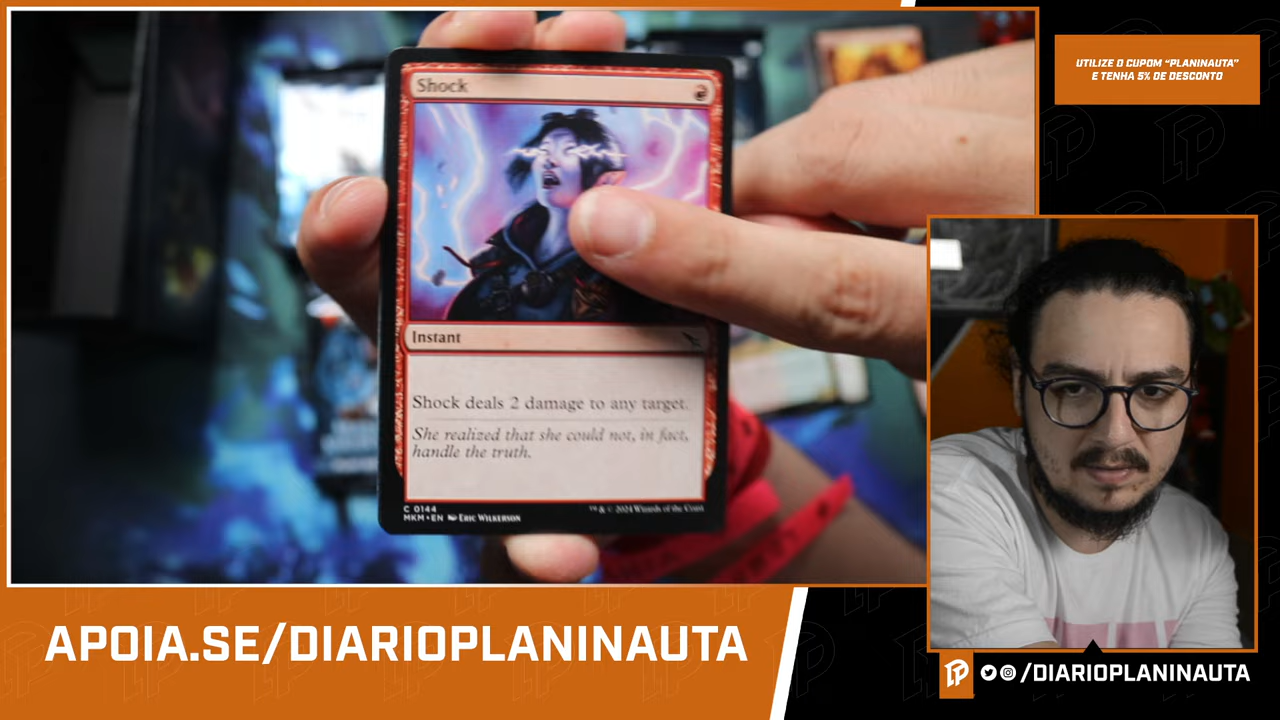 Shock
Instant
Shock deals 2 damage to any target.
She realized that she could not, in fact,
handle the truth.
C 0144
MKM • EN ERIC WILKERSON
™ & © 2024 Wizards of the Coast
UTILIZE O CUPOM “PLANINAUTA”
E TENHA 5% DE DESCONTO
APOIA.SE/DIARIOPLANINAUTA
/DIARIOPLANINAUTA